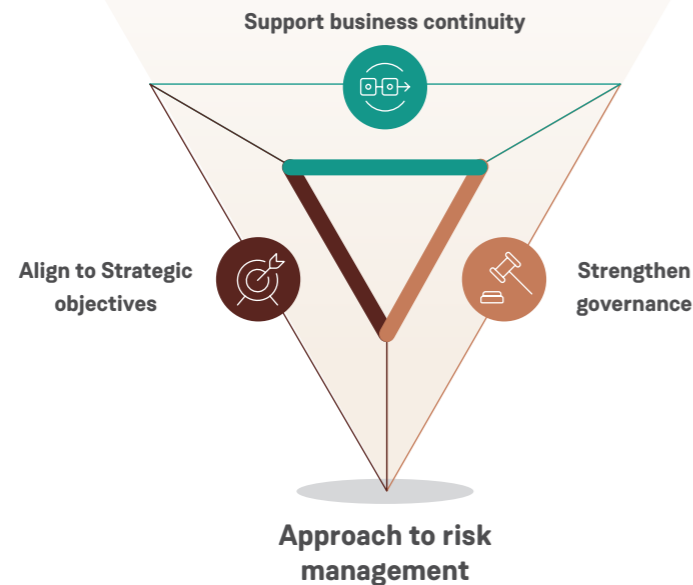 Support business continuity
Align to Strategic
objectives
Strengthen
governance
Approach to risk
management